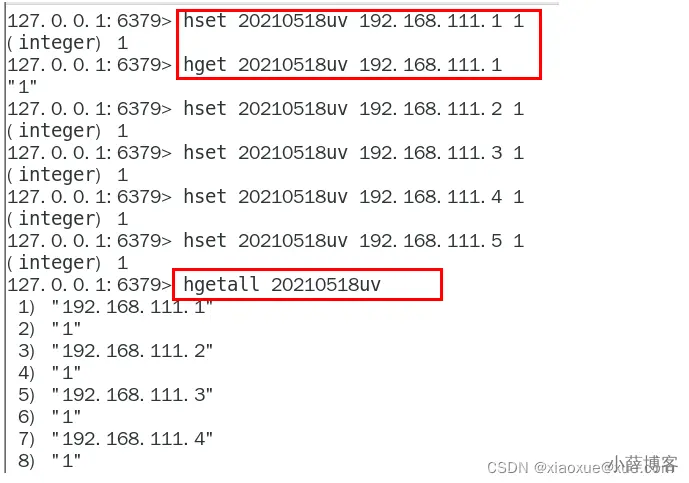 127.0.0.1:6379> hset 20210518uv 192.168.111.1 1
(integer) 1
127.0.0.1:6379> hget 20210518uv 192.168.111.1
"1"
127.0.0.1:6379> hset 20210518uv 192.168.111.2 1
(integer) 1
127.0.0.1:6379> hset 20210518uv 192.168.111.3 1
(integer) 1
127.0.0.1:6379> hset 20210518uv 192.168.111.4 1
(integer) 1
127.0.0.1:6379> hset 20210518uv 192.168.111.5 1
(integer) 1
127.0.0.1:6379> hgetall 20210518uv
1) "192.168.111.1"
2) "1"
3) "192.168.111.2"
4) "1"
5) "192.168.111.3"
6) "1"
7) "192.168.111.4"
8) "1"
CSDN @xiaoxue@xue.com
小薛博客